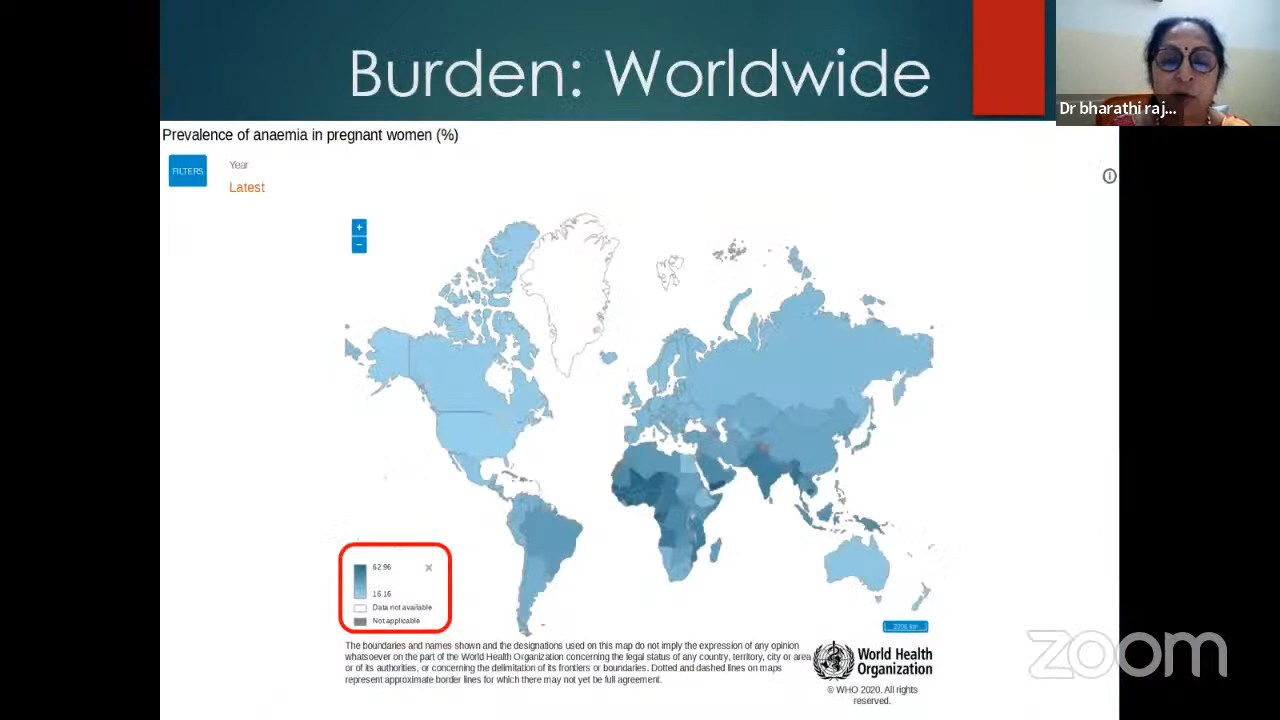 Burden: Worldwide
Dr bharathi raj...
Prevalence of anaemia in pregnant women (%)
FILTERS
Year
Latest
+
−
62.96
16.16
Data not available
Not applicable
The boundaries and names shown and the designations used on this map do not imply the expression of any opinion
whatsoever on the part of the World Health Organization concerning the legal status of any country, territory, city or area
or of its authorities, or concerning the delimitation of its frontiers or boundaries. Dotted and dashed lines on maps
represent approximate border lines for which there may not yet be full agreement.
World Health
Organization
© WHO 2020. All rights
reserved.
zoom